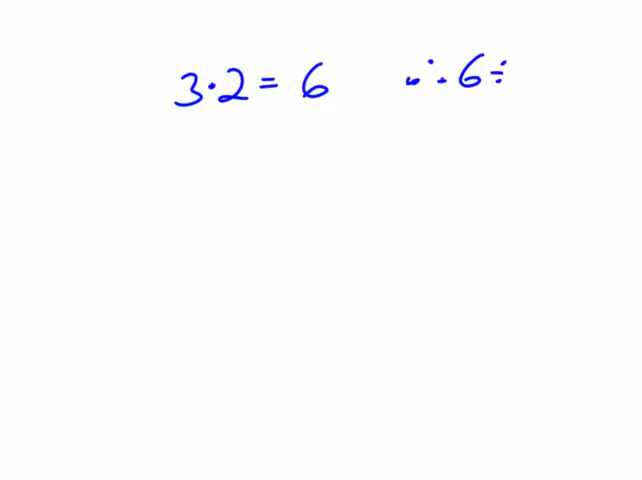 3·2 = 6 ∴ 6 ÷